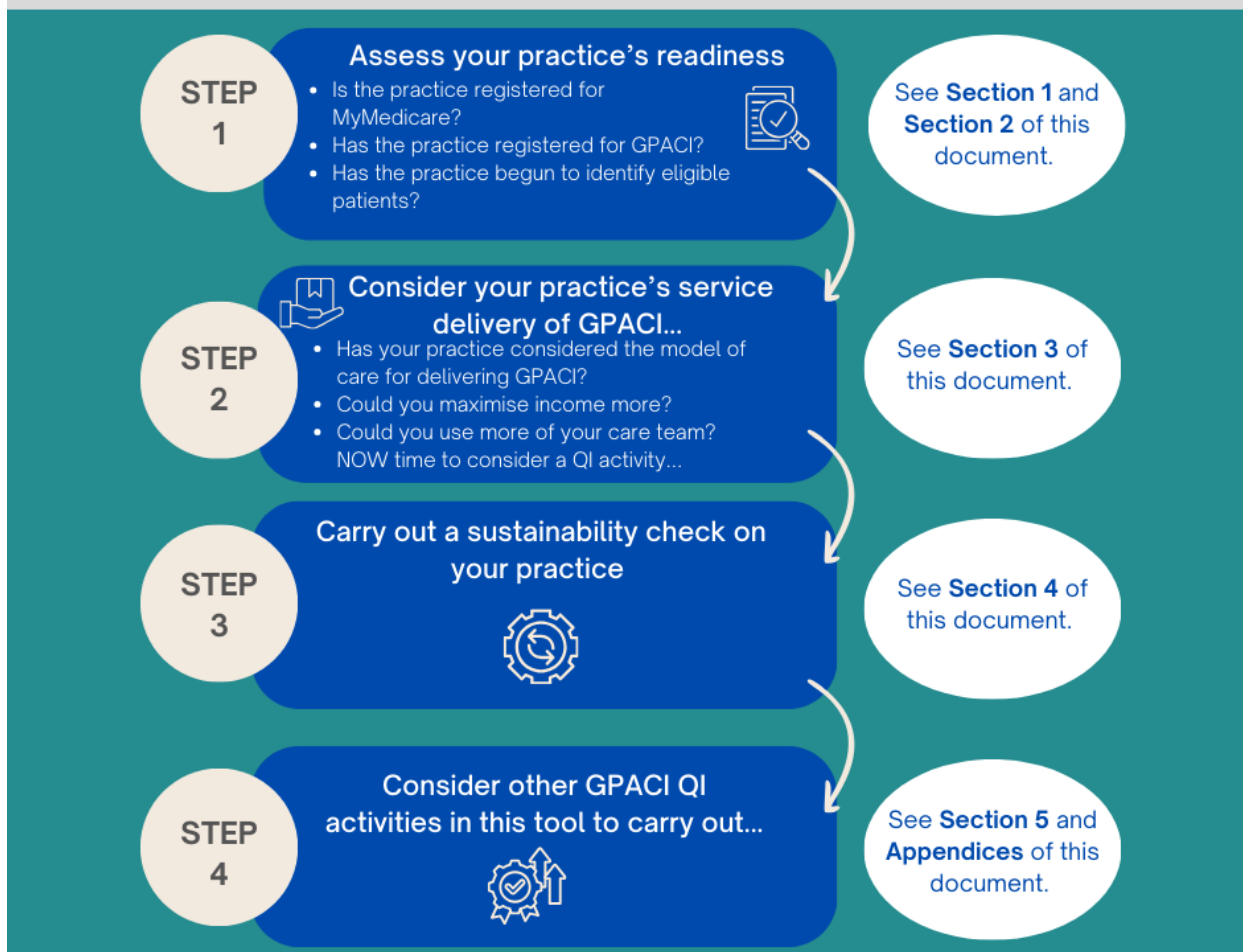 STEP
1
Assess your practice's readiness
• Is the practice registered for
MyMedicare?
• Has the practice registered for GPACI?
• Has the practice begun to identify eligible
patients?
See Section 1 and
Section 2 of this
document.
STEP
2
Consider your practice's service
delivery of GPACI...
• Has your practice considered the model of
care for delivering GPACI?
• Could you maximise income more?
• Could you use more of your care team?
NOW time to consider a QI activity...
See Section 3 of
this document.
STEP
3
Carry out a sustainability check on
your practice
See Section 4 of
this document.
STEP
4
Consider other GPACI QI
activities in this tool to carry out...
See Section 5 and
Appendices of this
document.